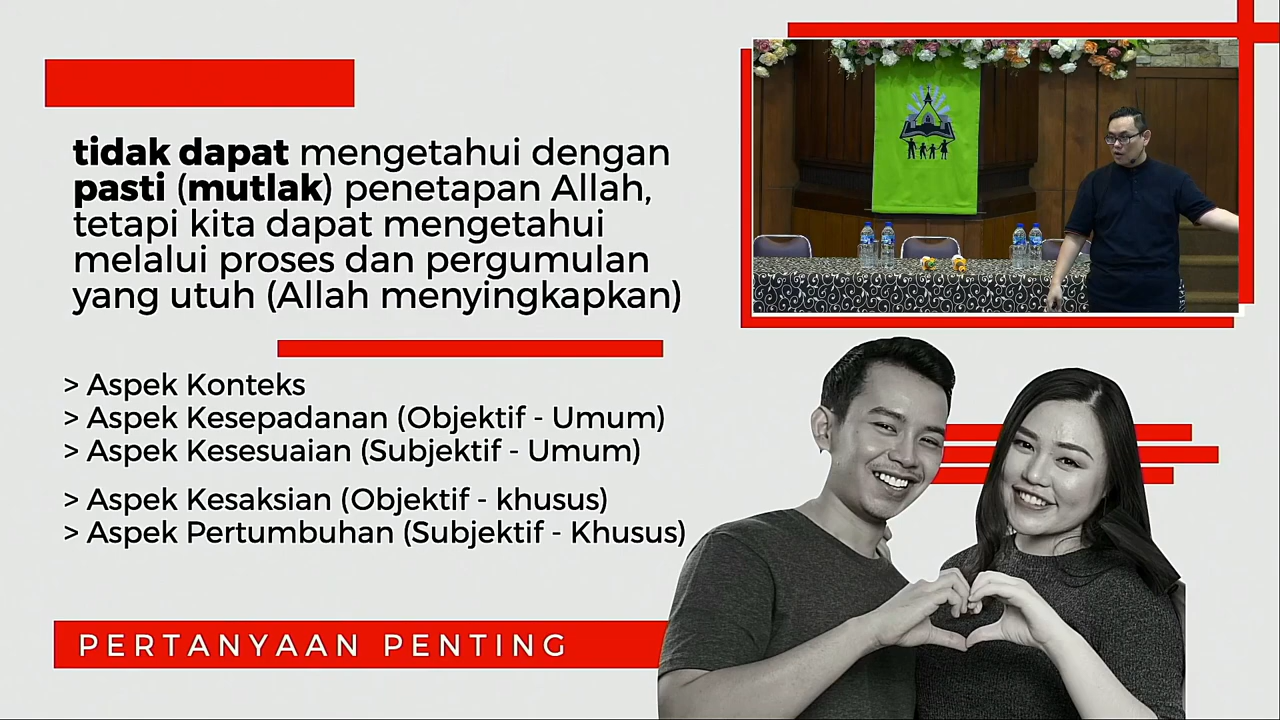 tidak dapat mengetahui dengan
pasti (mutlak) penetapan Allah,
tetapi kita dapat mengetahui
melalui proses dan pergumulan
yang utuh (Allah menyingkapkan)
> Aspek Konteks
> Aspek Kesepadanan (Objektif - Umum)
> Aspek Kesesuaian (Subjektif - Umum)
> Aspek Kesaksian (Objektif - khusus)
> Aspek Pertumbuhan (Subjektif - Khusus)
PERTANYAAN PENTING